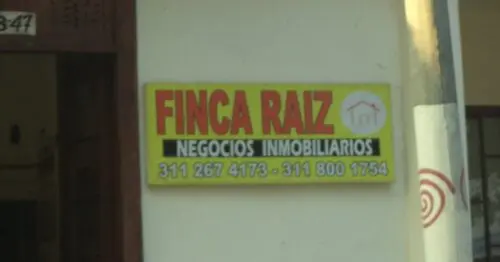 3-47
FINCA RAIZ
NEGOCIOS INMOBILIARIOS
311 267 4173 - 311 800 1754